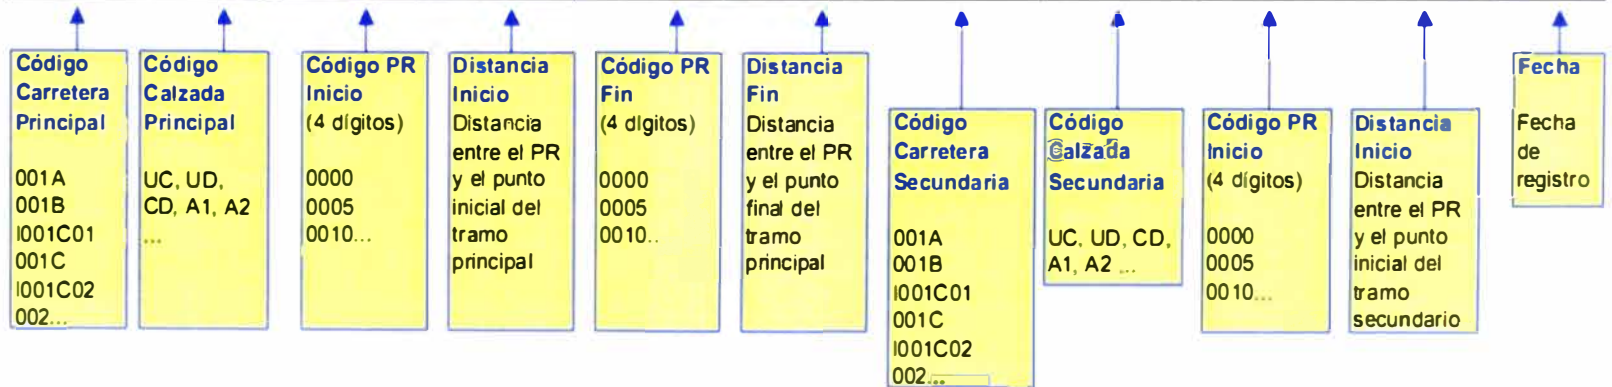 Código
Carretera
Principal
001A
001B
I001C01
001C
I001C02
002...
Código
Calzada
Principal
UC, UD,
CD, A1, A2
...
Código PR
Inicio
(4 dígitos)
0000
0005
0010...
Distancia
Inicio
Distancia
entre el PR
y el punto
inicial del
tramo
principal
Código PR
Fin
(4 dígitos)
0000
0005
0010..
Distancia
Fin
Distancia
entre el PR
y el punto
final del
tramo
principal
Código
Carretera
Secundaria
001A
001B
I001C01
001C
I001C02
002...
Código
Calzada
Secundaria
UC, UD, CD,
A1, A2 ...
Código PR
Inicio
(4 dígitos)
0000
0005
0010...
Distancia
Inicio
Distancia
entre el PR
y el punto
inicial del
tramo
secundario
Fecha
Fecha
de
registro